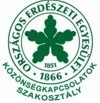 ORSZÁGOS ERDÉSZETI EGYESÜLET
1851
• 1866 •
KÖZÖNSÉGKAPCSOLATOK
SZAKOSZTÁLY